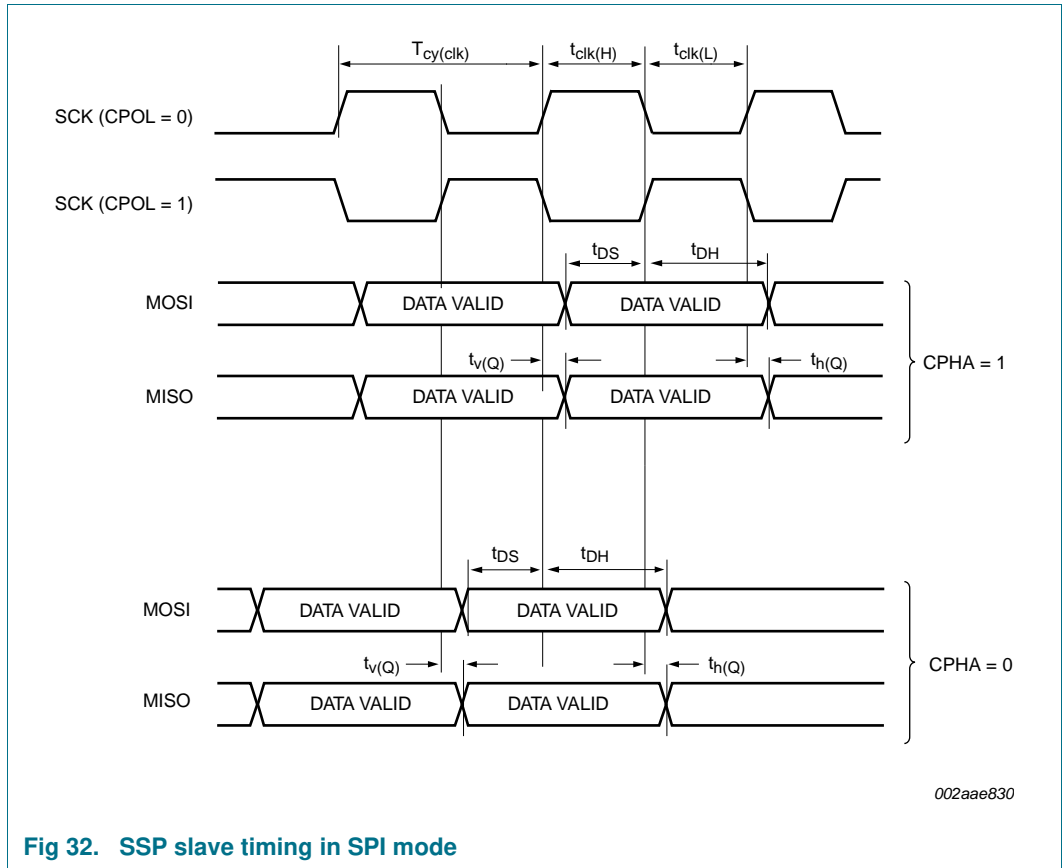 Tcy(clk) tclk(H) tclk(L)
SCK (CPOL = 0)
SCK (CPOL = 1)
tDS tDH
MOSI DATA VALID DATA VALID
tv(Q) th(Q)
CPHA = 1
MISO DATA VALID DATA VALID
tDS tDH
MOSI DATA VALID DATA VALID
tv(Q) th(Q)
CPHA = 0
MISO DATA VALID DATA VALID
002aae830
Fig 32. SSP slave timing in SPI mode